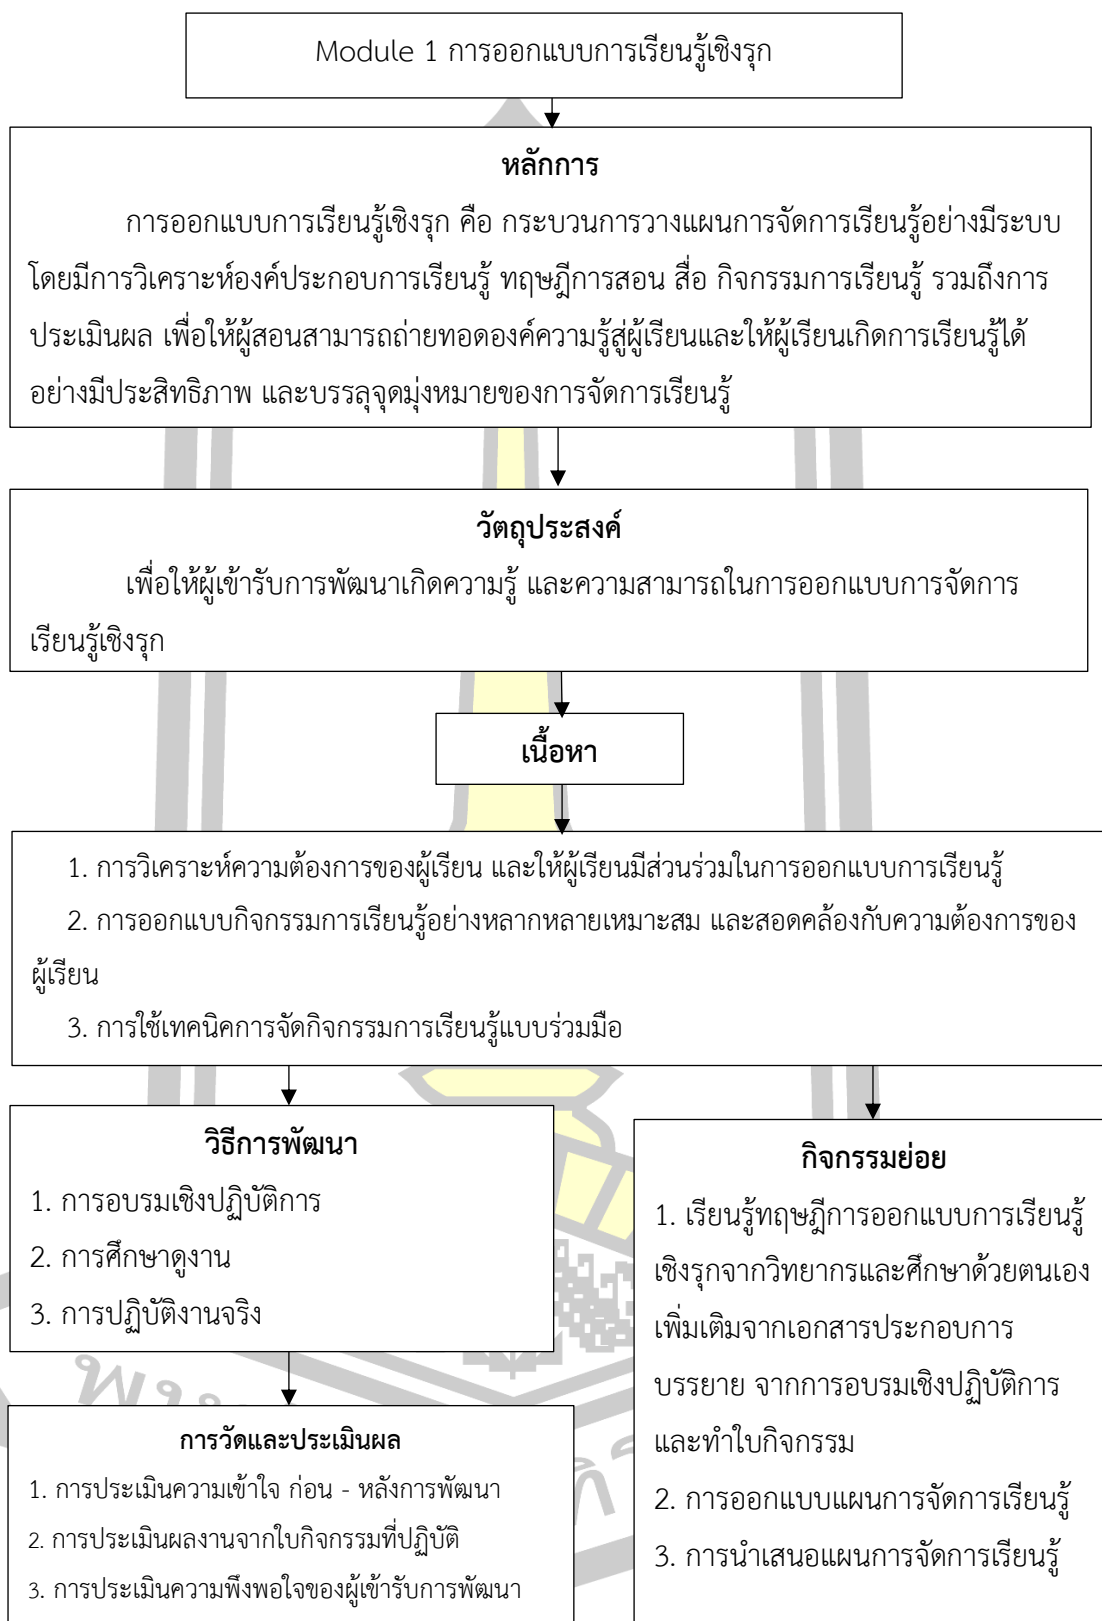 Module 1 การออกแบบการเรียนรู้เชิงรุก
หลักการ
การออกแบบการเรียนรู้เชิงรุก คือ กระบวนการวางแผนการจัดการเรียนรู้อย่างมีระบบ
โดยมีการวิเคราะห์องค์ประกอบการเรียนรู้ ทฤษฎีการสอน สื่อ กิจกรรมการเรียนรู้ รวมถึงการ
ประเมินผล เพื่อให้ผู้สอนสามารถถ่ายทอดองค์ความรู้สู่ผู้เรียนและให้ผู้เรียนเกิดการเรียนรู้ได้
อย่างมีประสิทธิภาพ และบรรลุจุดมุ่งหมายของการจัดการเรียนรู้
วัตถุประสงค์
เพื่อให้ผู้เข้ารับการพัฒนาเกิดความรู้ และความสามารถในการออกแบบการจัดการ
เรียนรู้เชิงรุก
เนื้อหา
1. การวิเคราะห์ความต้องการของผู้เรียน และให้ผู้เรียนมีส่วนร่วมในการออกแบบการเรียนรู้
2. การออกแบบกิจกรรมการเรียนรู้อย่างหลากหลายเหมาะสม และสอดคล้องกับความต้องการของ
ผู้เรียน
3. การใช้เทคนิคการจัดกิจกรรมการเรียนรู้แบบร่วมมือ
วิธีการพัฒนา
1. การอบรมเชิงปฏิบัติการ
2. การศึกษาดูงาน
3. การปฏิบัติงานจริง
การวัดและประเมินผล
1. การประเมินความเข้าใจ ก่อน - หลังการพัฒนา
2. การประเมินผลงานจากใบกิจกรรมที่ปฏิบัติ
3. การประเมินความพึงพอใจของผู้เข้ารับการพัฒนา
กิจกรรมย่อย
1. เรียนรู้ทฤษฎีการออกแบบการเรียนรู้
เชิงรุกจากวิทยากรและศึกษาด้วยตนเอง
เพิ่มเติมจากเอกสารประกอบการ
บรรยาย จากการอบรมเชิงปฏิบัติการ
และทำใบกิจกรรม
2. การออกแบบแผนการจัดการเรียนรู้
3. การนำเสนอแผนการจัดการเรียนรู้